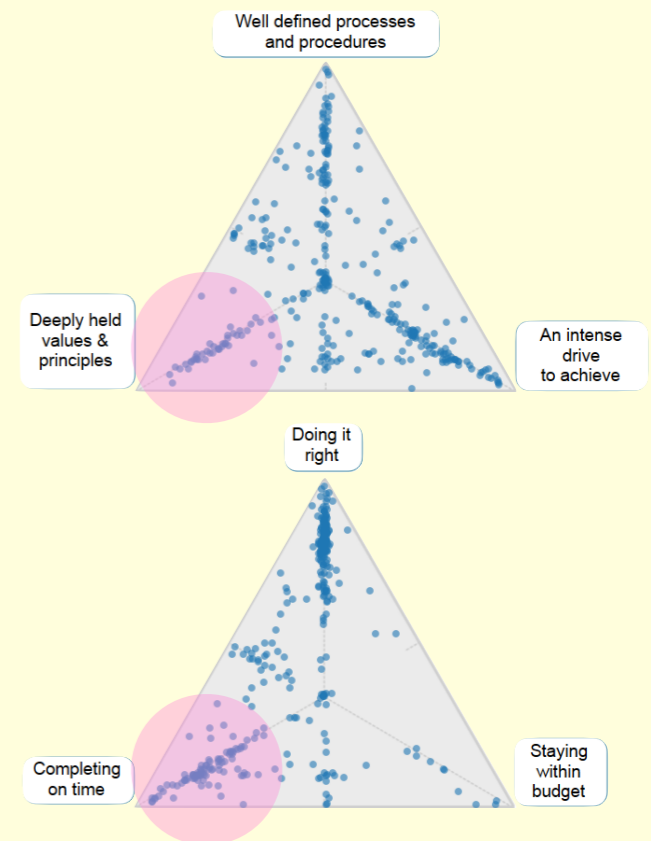 Well defined processes
and procedures
Deeply held
values &
principles
An intense
drive
to achieve
Doing it
right
Completing
on time
Staying
within
budget